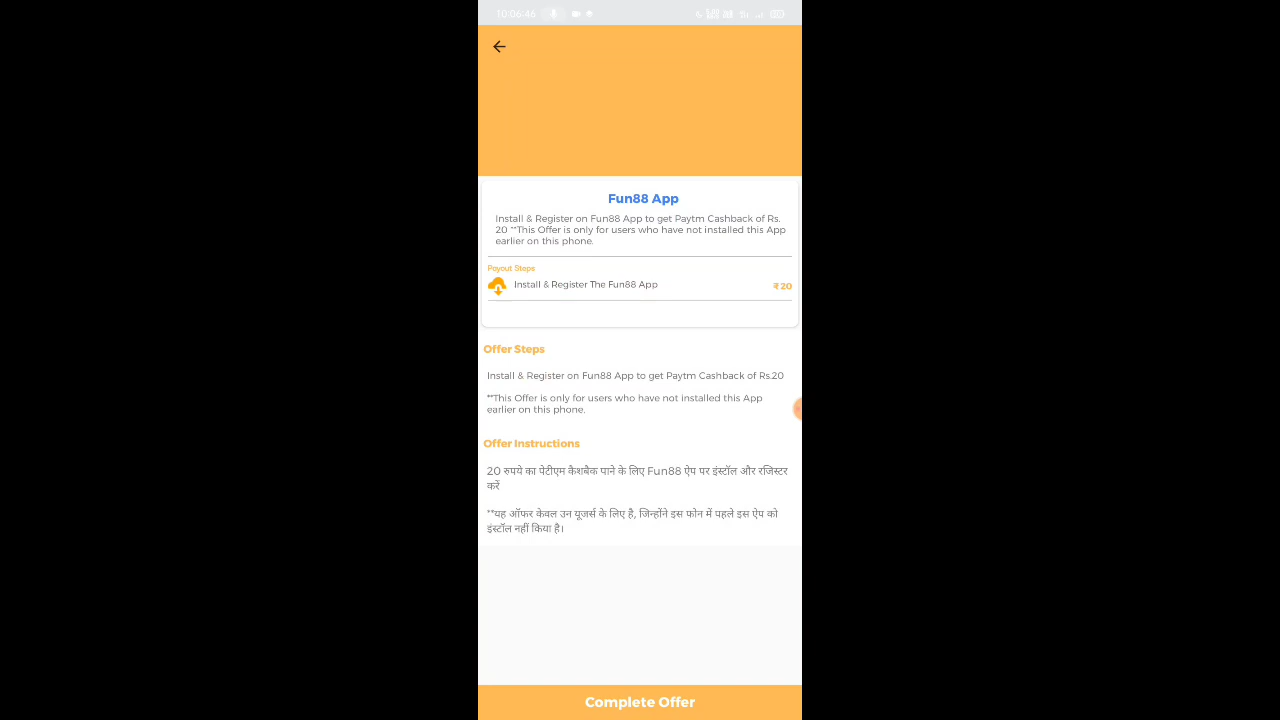 10:06:46
Fun88 App
Install & Register on Fun88 App to get Paytm Cashback of Rs.
20 **This Offer is only for users who have not installed this App
earlier on this phone.
Payout Steps
Install & Register The Fun88 App ₹ 20
Offer Steps
Install & Register on Fun88 App to get Paytm Cashback of Rs.20
**This Offer is only for users who have not installed this App
earlier on this phone.
Offer Instructions
20 रुपये का पेटीएम कैशबैक पाने के लिए Fun88 ऐप पर इंस्टॉल और रजिस्टर
करें
**यह ऑफर केवल उन यूजर्स के लिए है, जिन्होंने इस फोन में पहले इस ऐप को
इंस्टॉल नहीं किया है।
Complete Offer